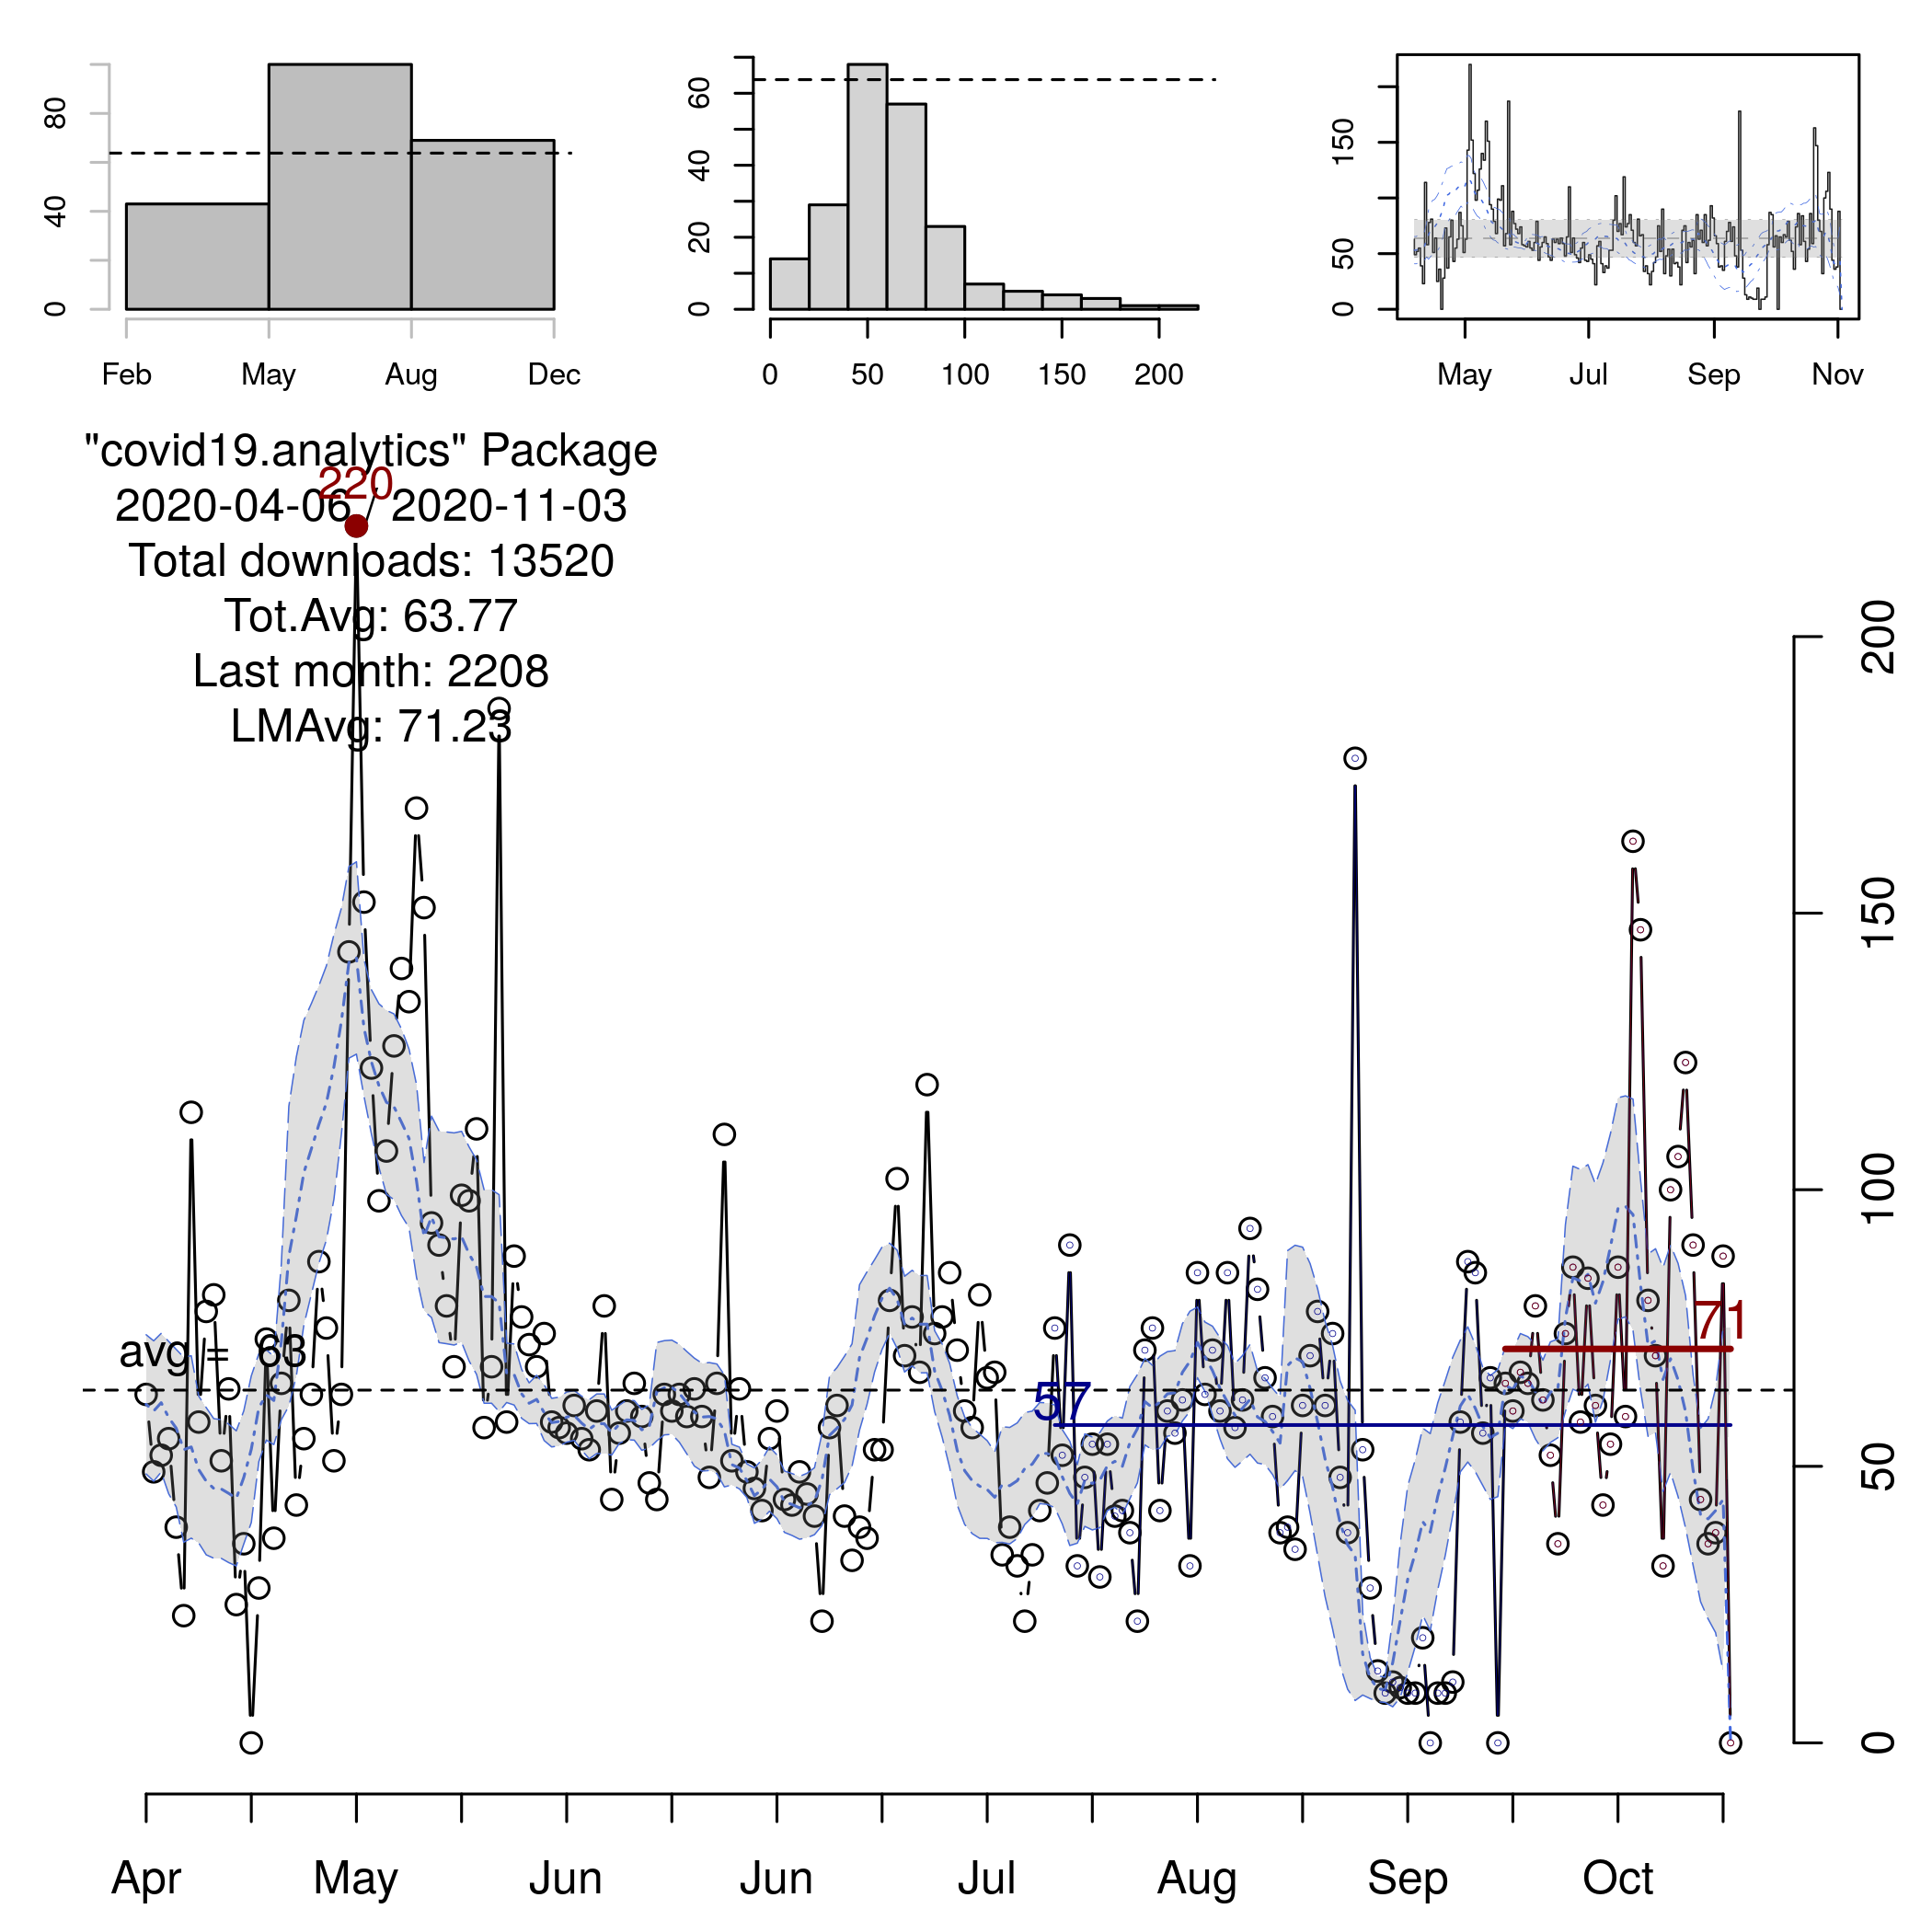 80
40
0
Feb May Aug Dec
60
40
20
0
0 50 100 150 200
150
50
0
May Jul Sep Nov
"covid19.analytics" Package
220
2020-04-06 / 2020-11-03
Total downloads: 13520
Tot.Avg: 63.77
Last month: 2208
LMAvg: 71.23
avg = 63
57
71
200
150
100
50
0
Apr May Jun Jun Jul Aug Sep Oct